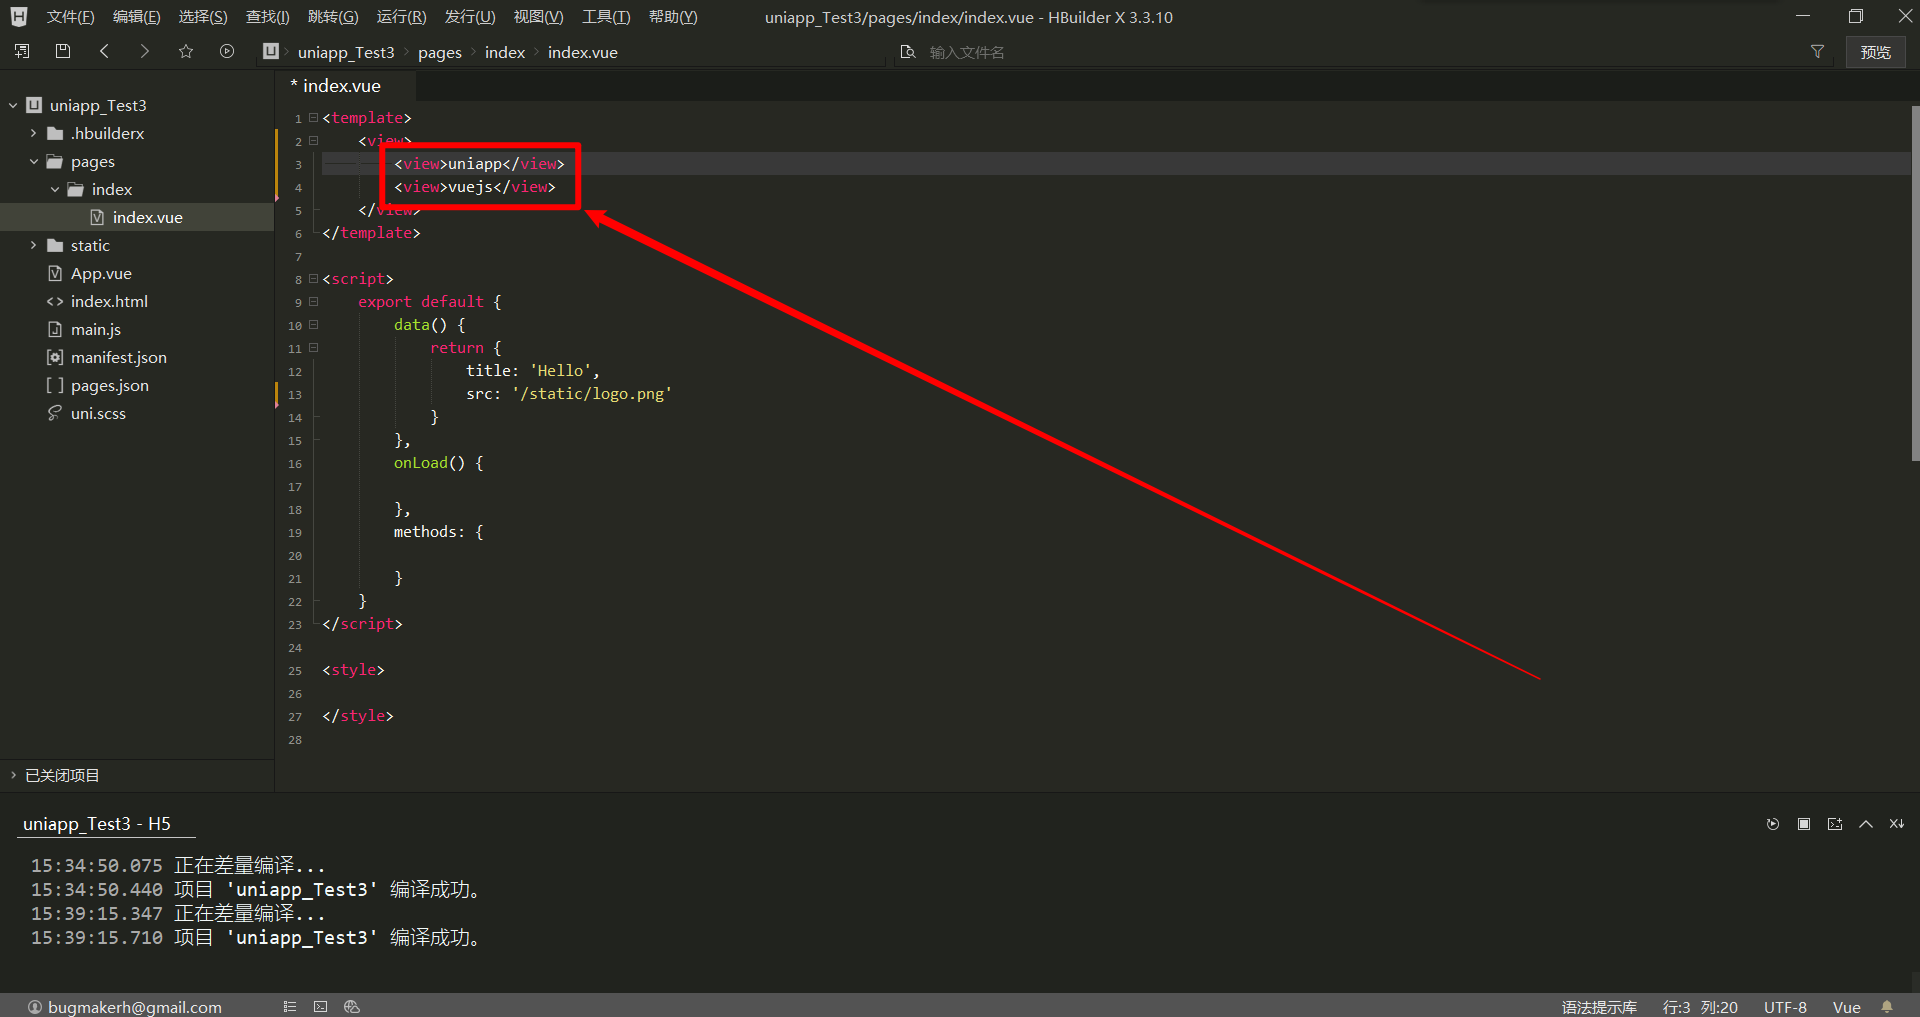 文件(F) 编辑(E) 选择(S) 查找(I) 跳转(G) 运行(R) 发行(U) 视图(V) 工具(T) 帮助(Y) uniapp_Test3/pages/index/index.vue - HBuilder X 3.3.10
U uniapp_Test3 pages index index.vue 输入文件名 预览
* index.vue
uniapp_Test3
.hbuilderx
pages
index
index.vue
static
App.vue
index.html
main.js
manifest.json
pages.json
uni.scss
已关闭项目
1 <template>
2 <view>
3 <view>uniapp</view>
4 <view>vuejs</view>
5 </view>
6 </template>
7
8 <script>
9 export default {
10 data() {
11 return {
12 title: 'Hello',
13 src: '/static/logo.png'
14 }
15 },
16 onLoad() {
17
18 },
19 methods: {
20
21 }
22 }
23 </script>
24
25 <style>
26
27 </style>
28
uniapp_Test3 - H5
15:34:50.075 正在差量编译...
15:34:50.440 项目 'uniapp_Test3' 编译成功。
15:39:15.347 正在差量编译...
15:39:15.710 项目 'uniapp_Test3' 编译成功。
bugmakerh@gmail.com 语法提示库 行:3 列:20 UTF-8 Vue